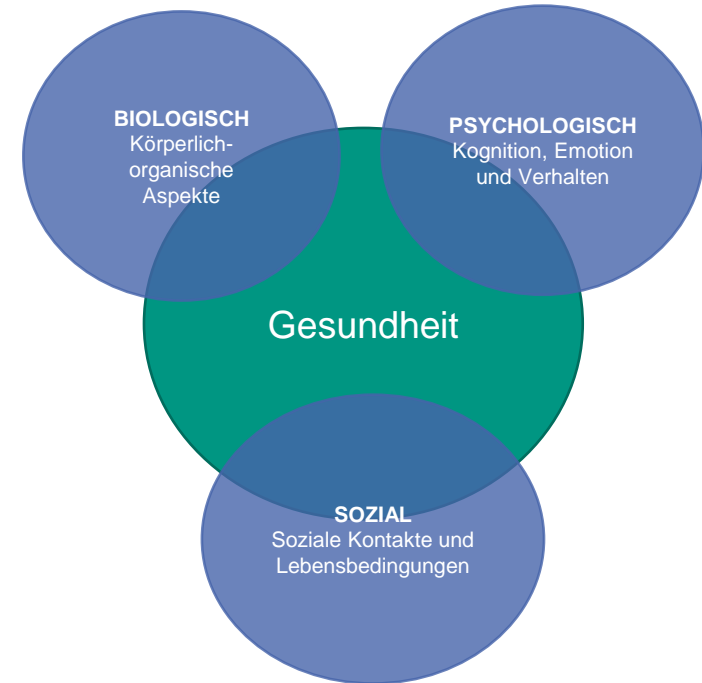 BIOLOGISCH
Körperlich-
organische
Aspekte
PSYCHOLOGISCH
Kognition, Emotion
und Verhalten
Gesundheit
SOZIAL
Soziale Kontakte und
Lebensbedingungen